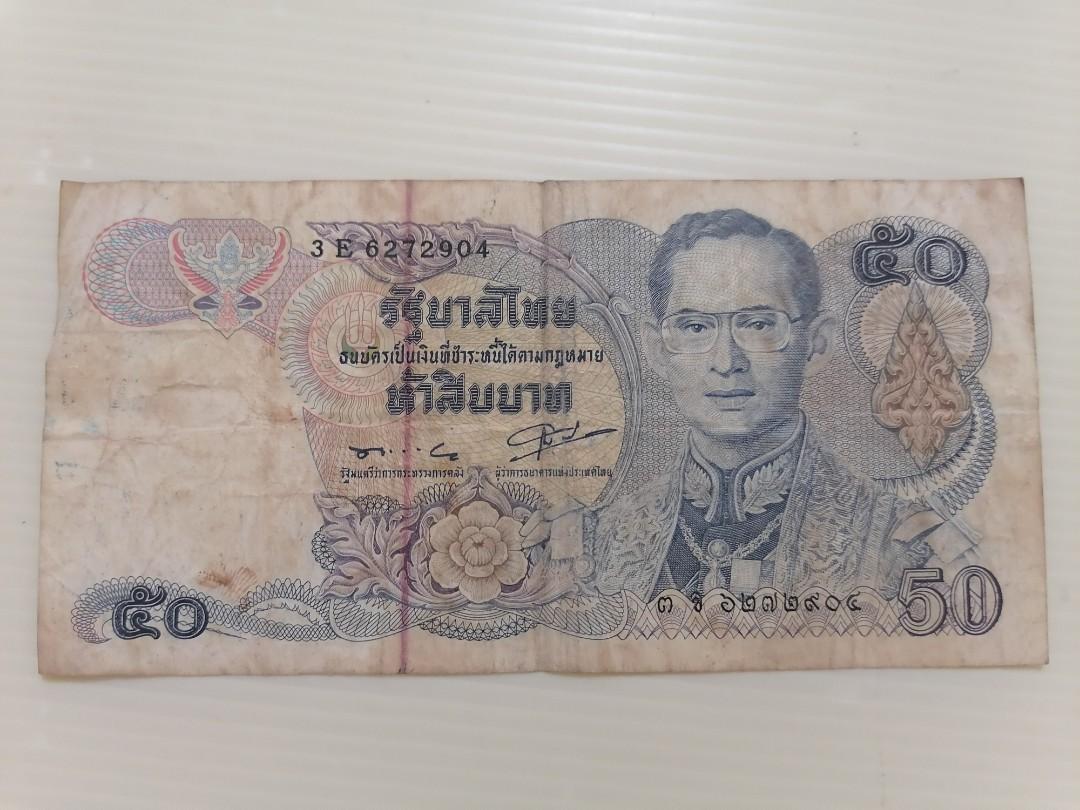 3 E 6272904
๕๐
รัฐบาลไทย
ธนบัตรเป็นเงินที่ชำระหนี้ได้ตามกฎหมาย
ห้าสิบบาท
รัฐมนตรีว่าการกระทรวงการคลัง ผู้ว่าการธนาคารแห่งประเทศไทย
๕๐
๖๒๗๒๙๐๔
50